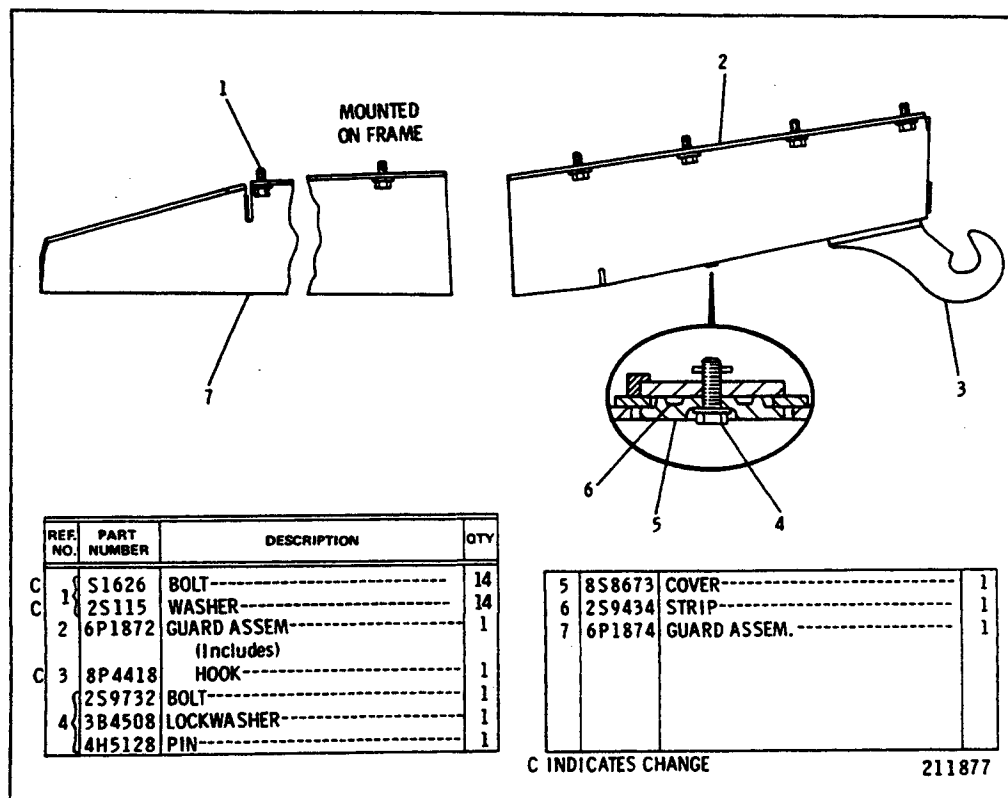 1
MOUNTED
ON FRAME
2
7
3
6
5
4
REF. NO. PART NUMBER DESCRIPTION QTY
C 1 S1626 BOLT 14
C 2S115 WASHER 14
2 6P1872 GUARD ASSEM 1
(Includes)
C 3 8P4418 HOOK 1
2S9732 BOLT 1
4 3B4508 LOCKWASHER 1
4H5128 PIN 1
5 8S8673 COVER 1
6 2S9434 STRIP 1
7 6P1874 GUARD ASSEM. 1
C INDICATES CHANGE
211877